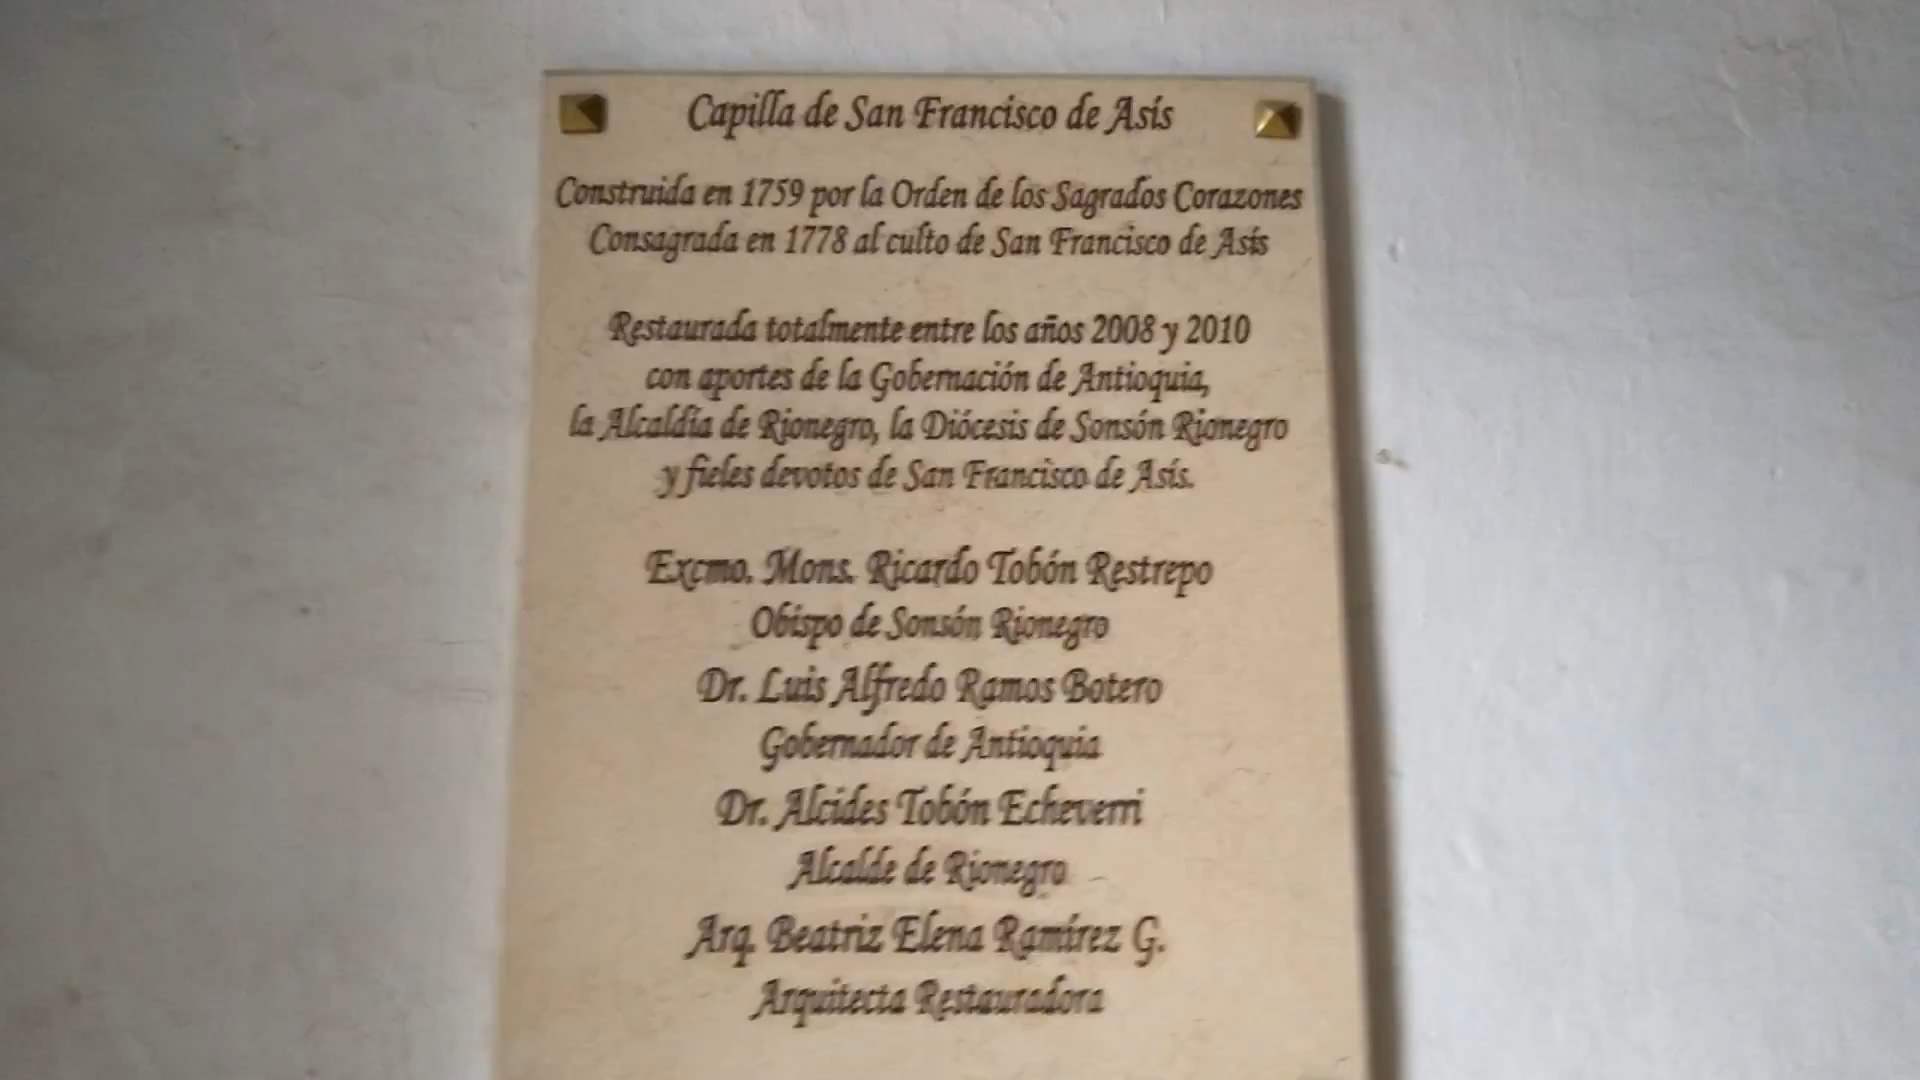 Capilla de San Francisco de Asís
Construida en 1759 por la Orden de los Sagrados Corazones
Consagrada en 1778 al culto de San Francisco de Asís
Restaurada totalmente entre los años 2008 y 2010
con aportes de la Gobernación de Antioquia,
la Alcaldía de Rionegro, la Diócesis de Sonsón Rionegro
y fieles devotos de San Francisco de Asís.
Excmo. Mons. Ricardo Tobón Restrepo
Obispo de Sonsón Rionegro
Dr. Luis Alfredo Ramos Botero
Gobernador de Antioquia
Dr. Alcides Tobón Echeverri
Alcalde de Rionegro
Arq. Beatriz Elena Ramírez G.
Arquitecta Restauradora